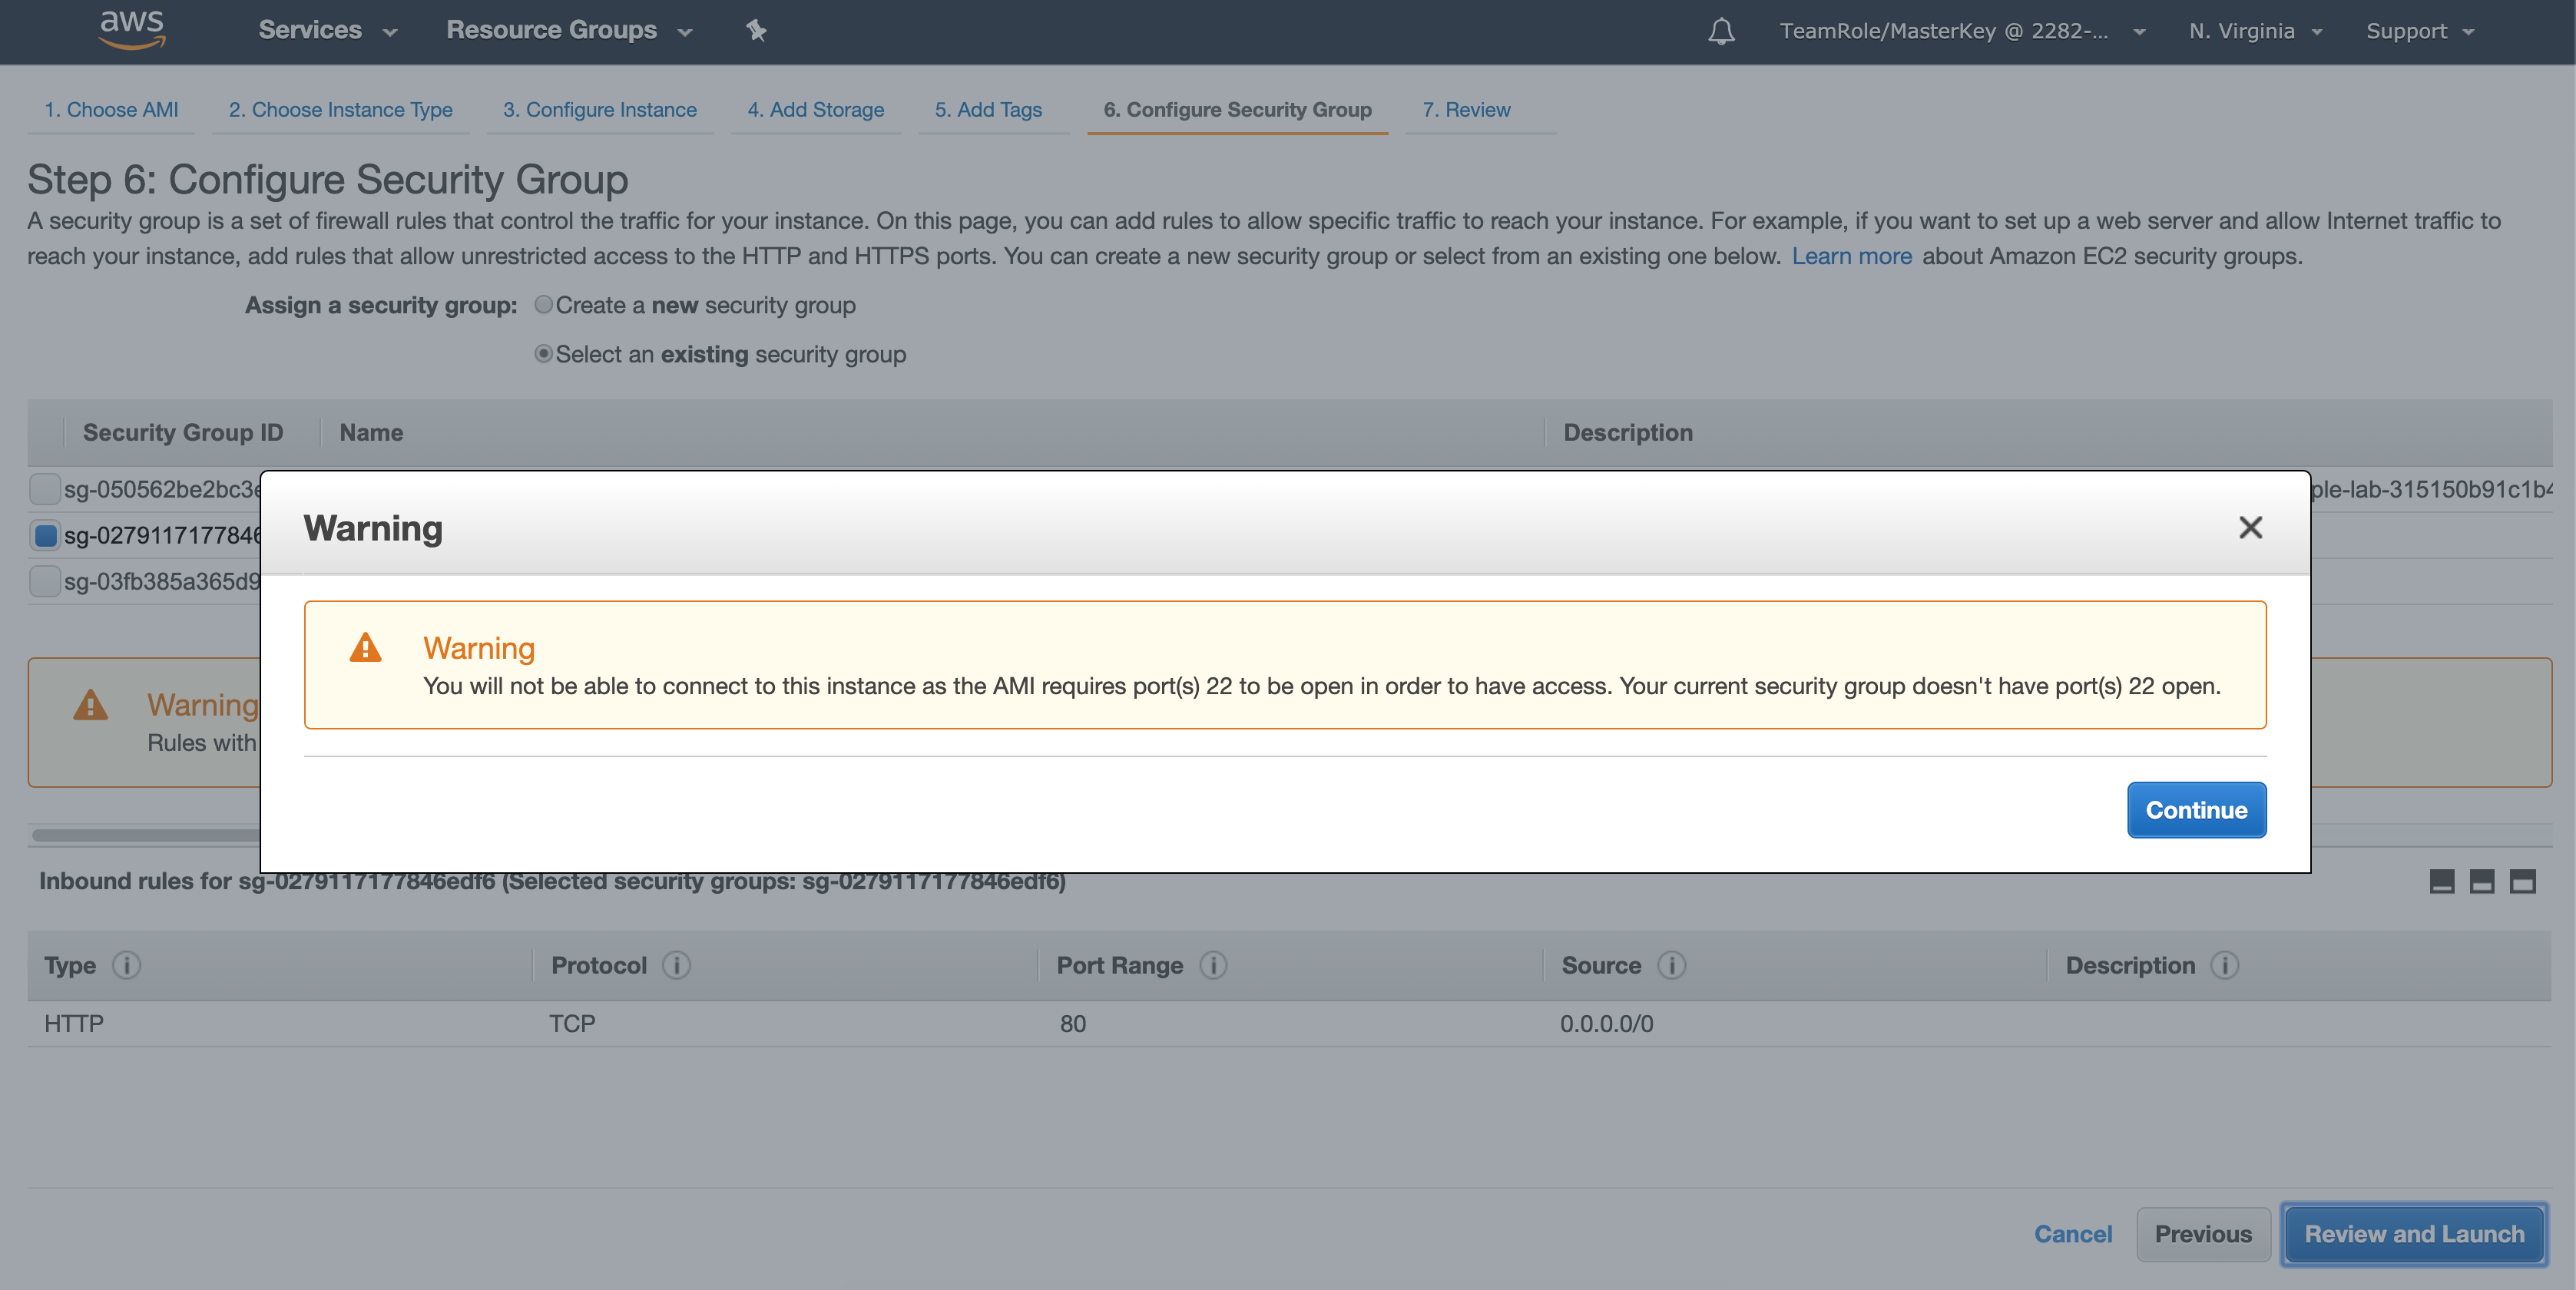 aws Services Resource Groups TeamRole/MasterKey @ 2282-... N. Virginia Support
1. Choose AMI 2. Choose Instance Type 3. Configure Instance 4. Add Storage 5. Add Tags 6. Configure Security Group 7. Review
Step 6: Configure Security Group
A security group is a set of firewall rules that control the traffic for your instance. On this page, you can add rules to allow specific traffic to reach your instance. For example, if you want to set up a web server and allow Internet traffic to
reach your instance, add rules that allow unrestricted access to the HTTP and HTTPS ports. You can create a new security group or select from an existing one below. Learn more about Amazon EC2 security groups.
Assign a security group: Create a new security group
Select an existing security group
Security Group ID Name Description
sg-050562be2bc3e ple-lab-315150b91c1b4
sg-0279117177846
sg-03fb385a365d9
Warning
Warning
You will not be able to connect to this instance as the AMI requires port(s) 22 to be open in order to have access. Your current security group doesn't have port(s) 22 open.
Continue
Warning
Rules with
Inbound rules for sg-0279117177846edf6 (Selected security groups: sg-0279117177846edf6)
Type Protocol Port Range Source Description
HTTP TCP 80 0.0.0.0/0
Cancel Previous Review and Launch